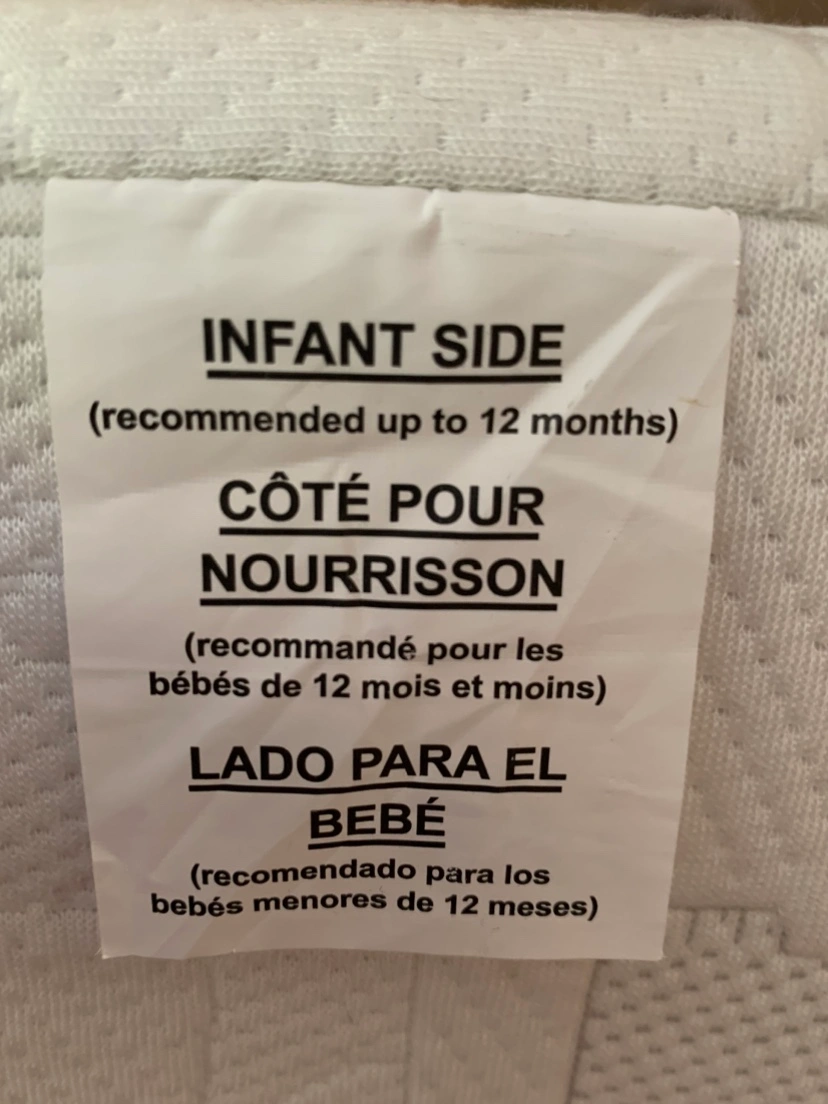 INFANT SIDE
(recommended up to 12 months)
CÔTÉ POUR
NOURRISSON
(recommandé pour les
bébés de 12 mois et moins)
LADO PARA EL
BEBÉ
(recomendado para los
bebés menores de 12 meses)